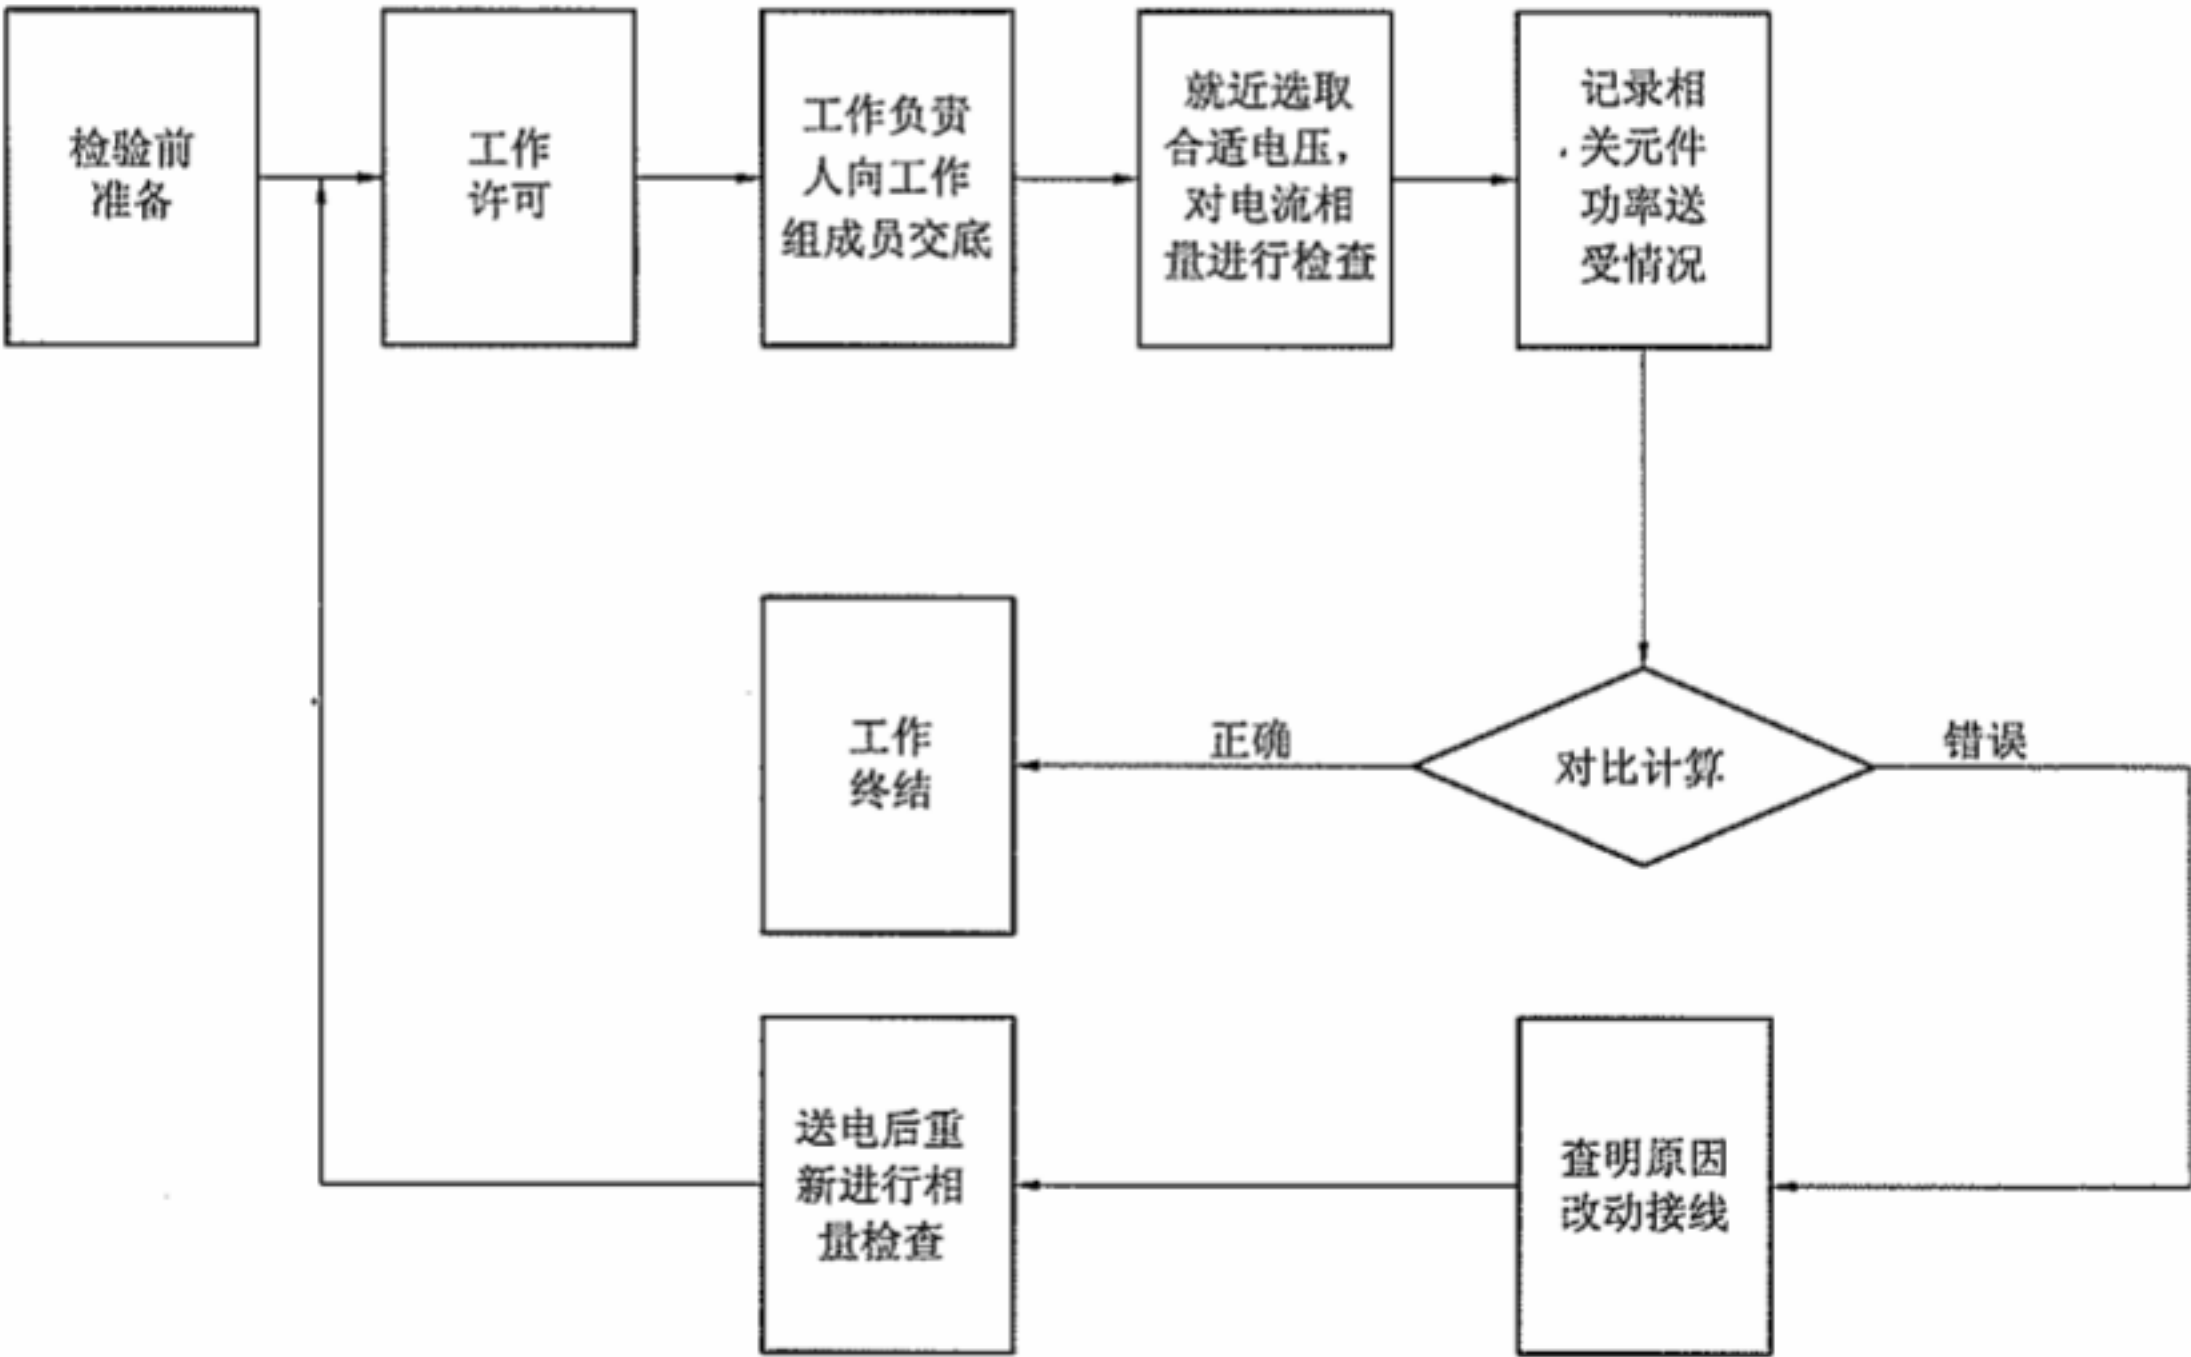 检验前
准备
工作
许可
工作负责
人向工作
组成员交底
就近选取
合适电压，
对电流相
量进行检查
记录相
关元件
功率送
受情况
工作
终结
正确
对比计算
错误
送电后重
新进行相
量检查
查明原因
改动接线